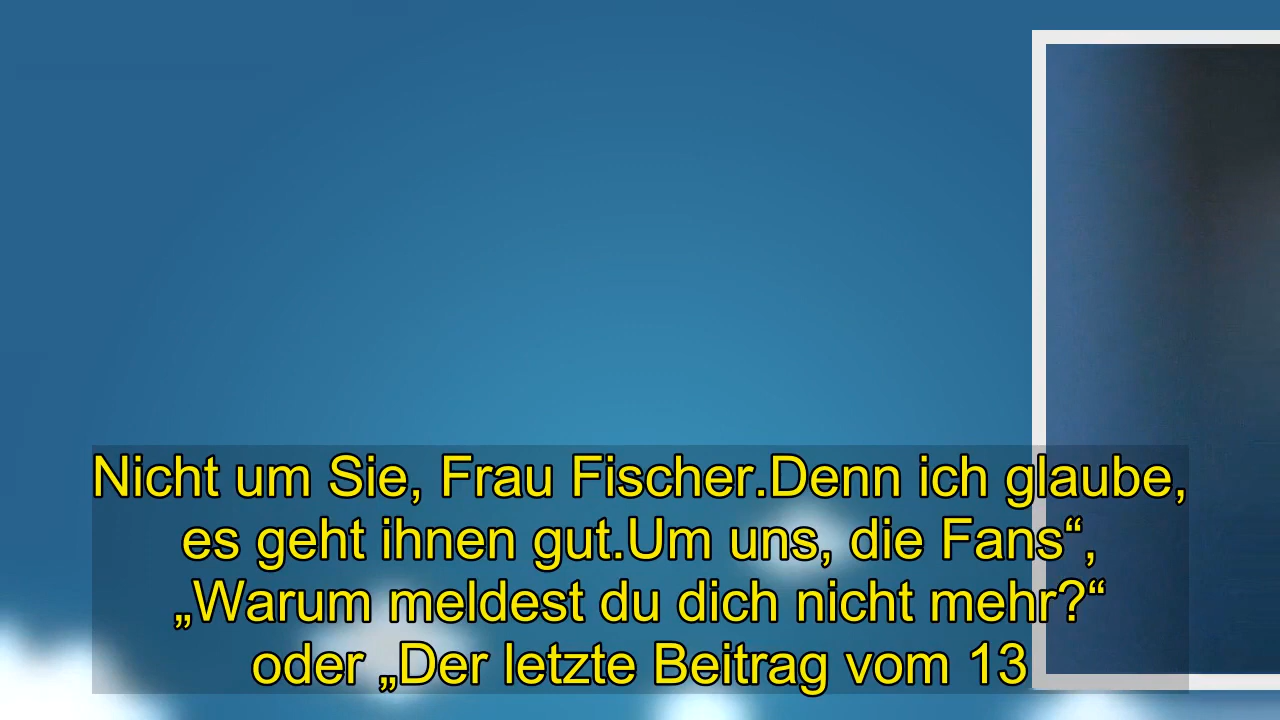 Nicht um Sie, Frau Fischer.Denn ich glaube,
es geht ihnen gut.Um uns, die Fans“,
„Warum meldest du dich nicht mehr?“
oder „Der letzte Beitrag vom 13